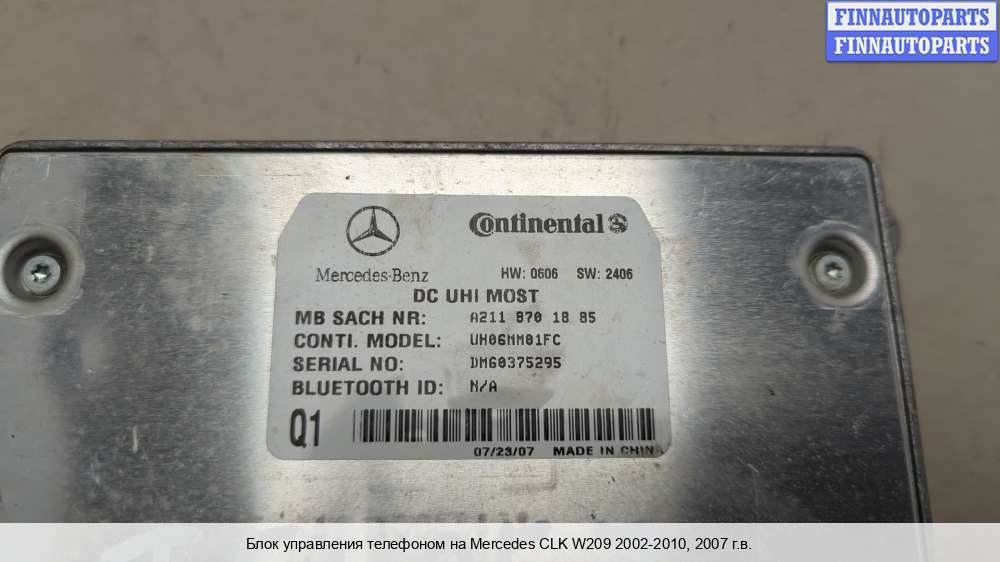 FINNAUTOPARTS
FINNAUTOPARTS
Continental
Mercedes-Benz HW: 0606 SW: 2406
DC UHI MOST
MB SACH NR: A211 870 18 85
CONTI. MODEL: UH06MM01FC
SERIAL NO: DM60375295
BLUETOOTH ID: N/A
Q1
07/23/07 MADE IN CHINA
Блок управления телефоном на Mercedes CLK W209 2002-2010, 2007 г.в.